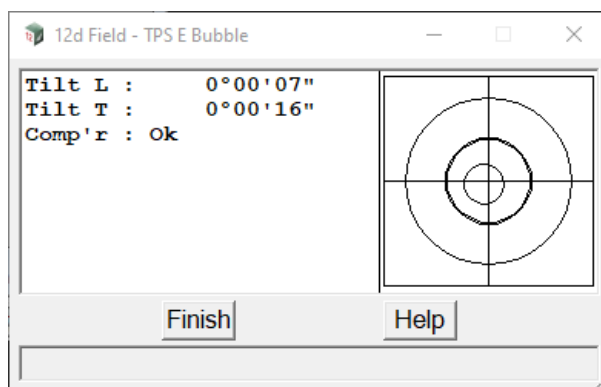 12d Field - TPS E Bubble
Tilt L : 0°00'07"
Tilt T : 0°00'16"
Comp'r : Ok
Finish Help